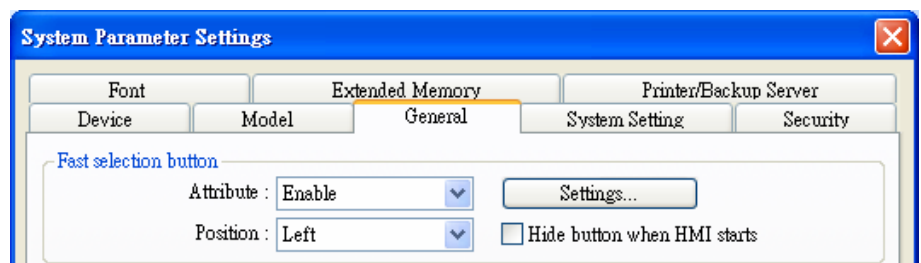 System Parameter Settings
Font Extended Memory Printer/Backup Server
Device Model General System Setting Security
Fast selection button
Attribute : Enable Settings...
Position : Left Hide button when HMI starts